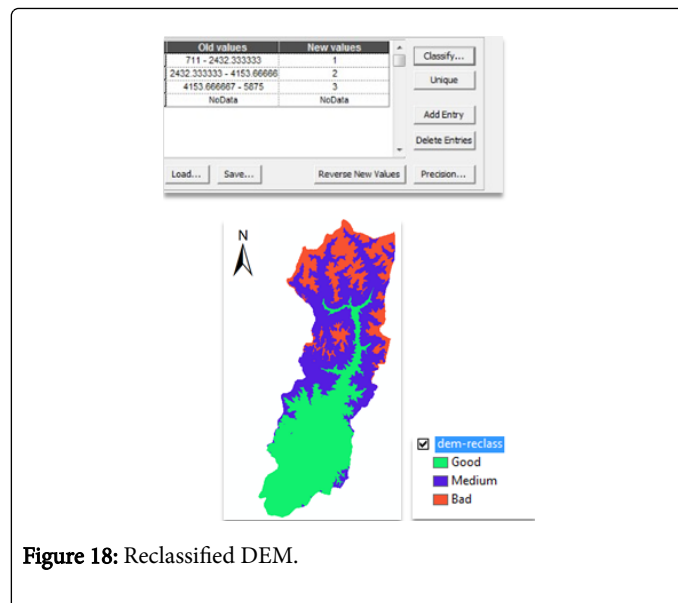 Old values New values
711 - 2432.333333 1
2432.333333 - 4153.66666 2
4153.666667 - 5875 3
NoData NoData
Classify...
Unique
Add Entry
Delete Entries
Load... Save... Reverse New Values Precision...
N
dem-reclass
Good
Medium
Bad
Figure 18: Reclassified DEM.